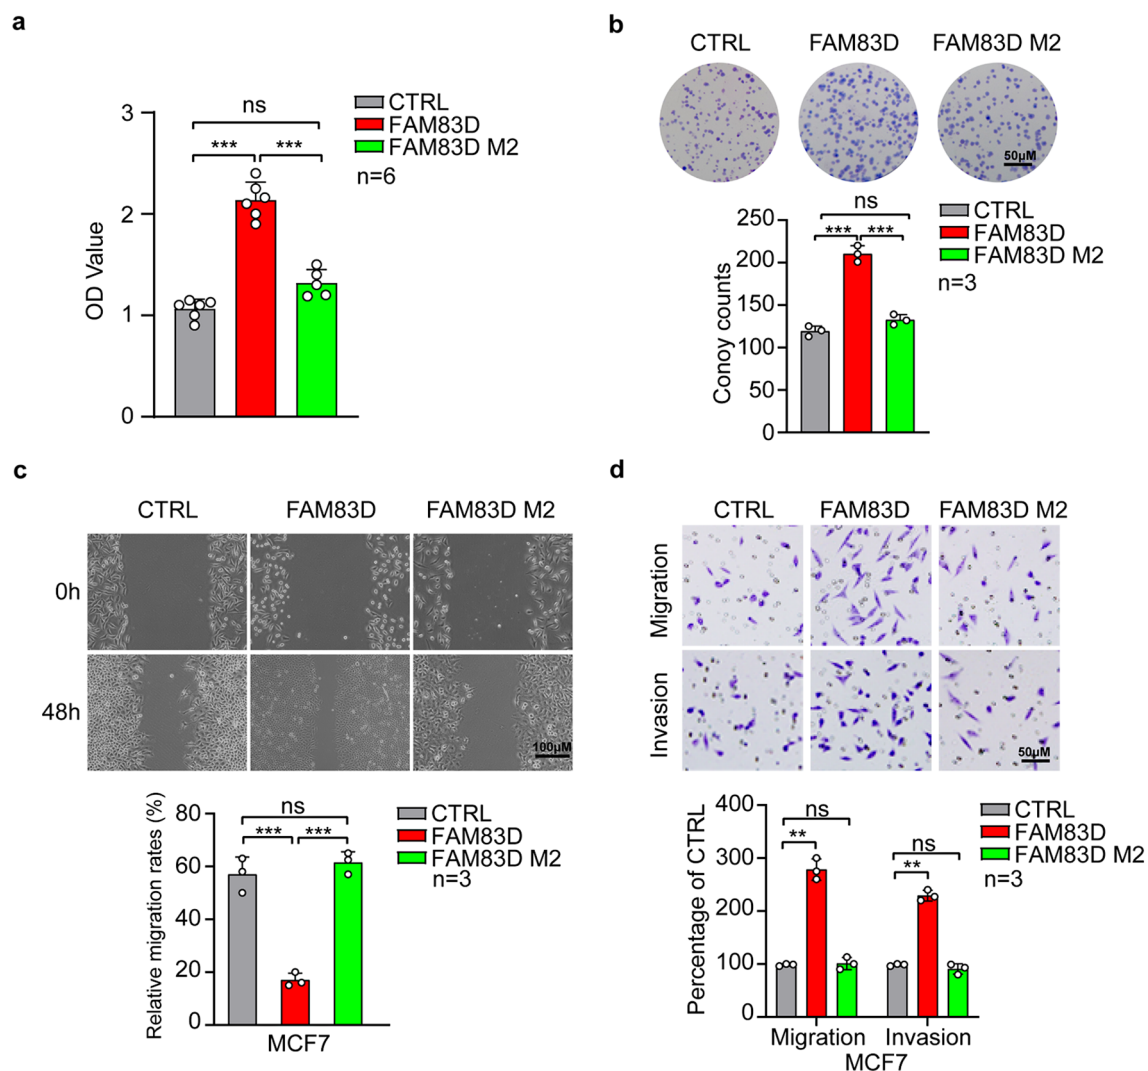 a
ns
*** ***
CTRL
FAM83D
FAM83D M2
n=6
3
2
1
0
OD Value
b
CTRL FAM83D FAM83D M2
50μM
ns
*** ***
CTRL
FAM83D
FAM83D M2
n=3
250
200
150
100
50
0
Conoy counts
c
CTRL FAM83D FAM83D M2
0h
48h
100μM
ns
*** ***
CTRL
FAM83D
FAM83D M2
n=3
80
60
40
20
0
Relative migration rates (%)
MCF7
d
CTRL FAM83D FAM83D M2
Migration
Invasion
50μM
ns
**
ns
**
CTRL
FAM83D
FAM83D M2
n=3
400
300
200
100
0
Percentage of CTRL
Migration Invasion
MCF7